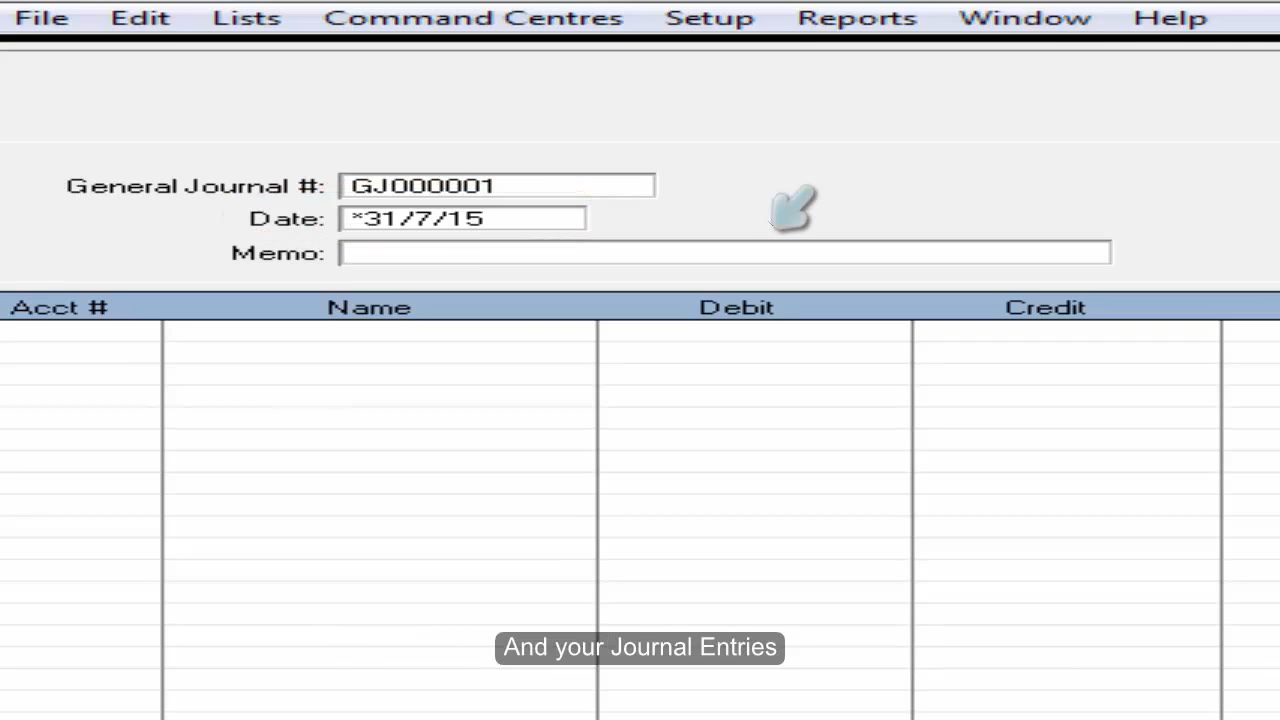 File Edit Lists Command Centres Setup Reports Window Help
General Journal #: GJ000001
Date: *31/7/15
Memo:
Acct # Name Debit Credit
And your Journal Entries